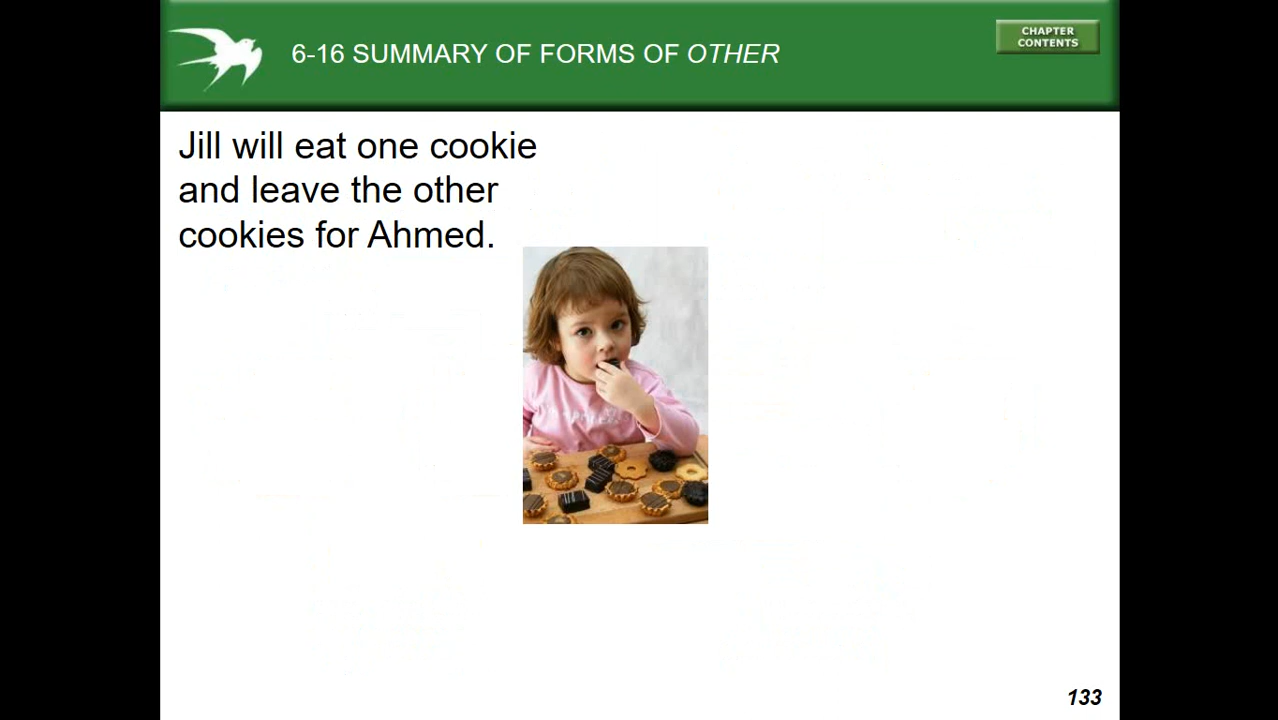 6-16 SUMMARY OF FORMS OF OTHER
CHAPTER
CONTENTS
Jill will eat one cookie
and leave the other
cookies for Ahmed.
133